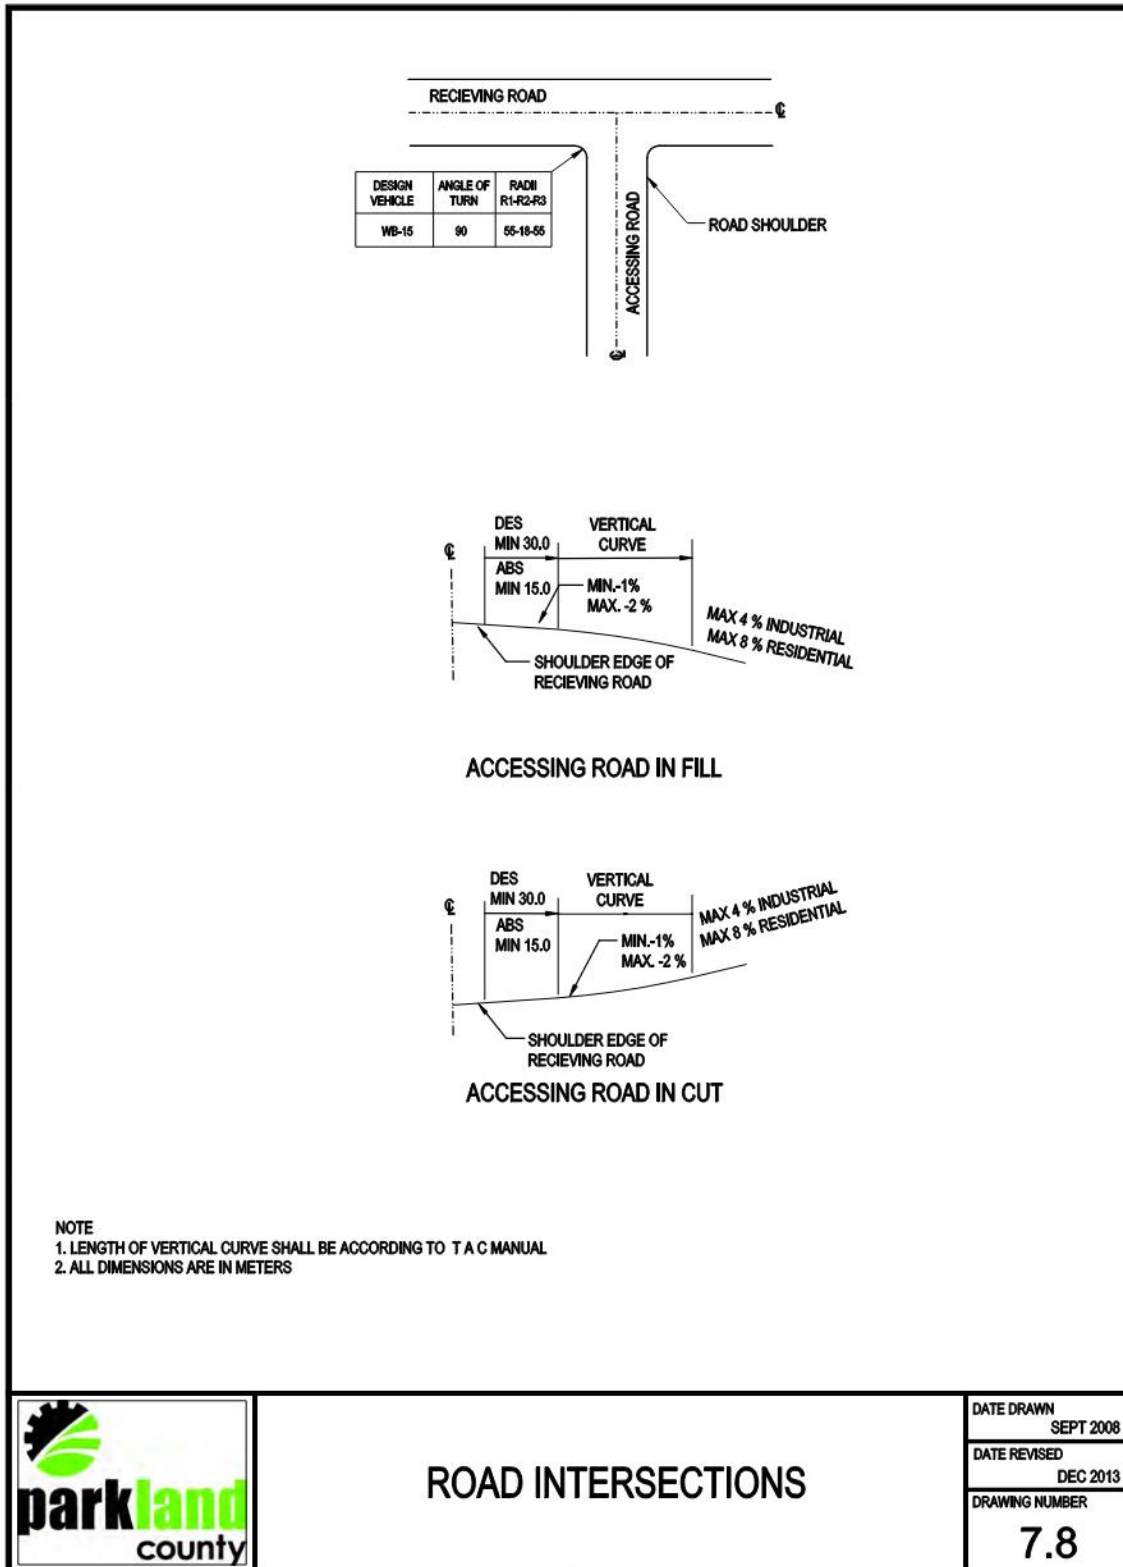 RECIEVING ROAD
℄
DESIGN VEHICLE ANGLE OF TURN RADII R1-R2-R3
WB-15 90 55-18-55
ROAD SHOULDER
ACCESSING ROAD
℄
℄
DES
MIN 30.0
ABS
MIN 15.0
VERTICAL
CURVE
MIN.-1%
MAX. -2 %
MAX 4 % INDUSTRIAL
MAX 8 % RESIDENTIAL
SHOULDER EDGE OF
RECIEVING ROAD
ACCESSING ROAD IN FILL
℄
DES
MIN 30.0
ABS
MIN 15.0
VERTICAL
CURVE
MIN.-1%
MAX. -2 %
MAX 4 % INDUSTRIAL
MAX 8 % RESIDENTIAL
SHOULDER EDGE OF
RECIEVING ROAD
ACCESSING ROAD IN CUT
NOTE
1. LENGTH OF VERTICAL CURVE SHALL BE ACCORDING TO T A C MANUAL
2. ALL DIMENSIONS ARE IN METERS
parkland
county
ROAD INTERSECTIONS
DATE DRAWN
SEPT 2008
DATE REVISED
DEC 2013
DRAWING NUMBER
7.8